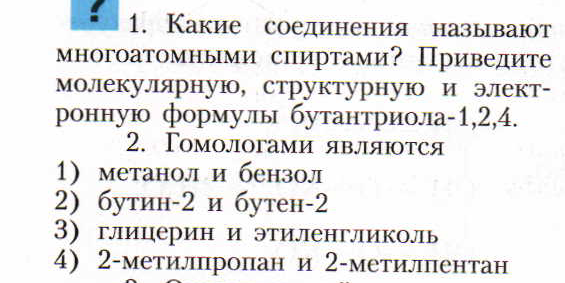 ?
1. Какие соединения называют
многоатомными спиртами? Приведите
молекулярную, структурную и элект-
ронную формулы бутантриола-1,2,4.
2. Гомологами являются
1) метанол и бензол
2) бутин-2 и бутен-2
3) глицерин и этиленгликоль
4) 2-метилпропан и 2-метилпентан